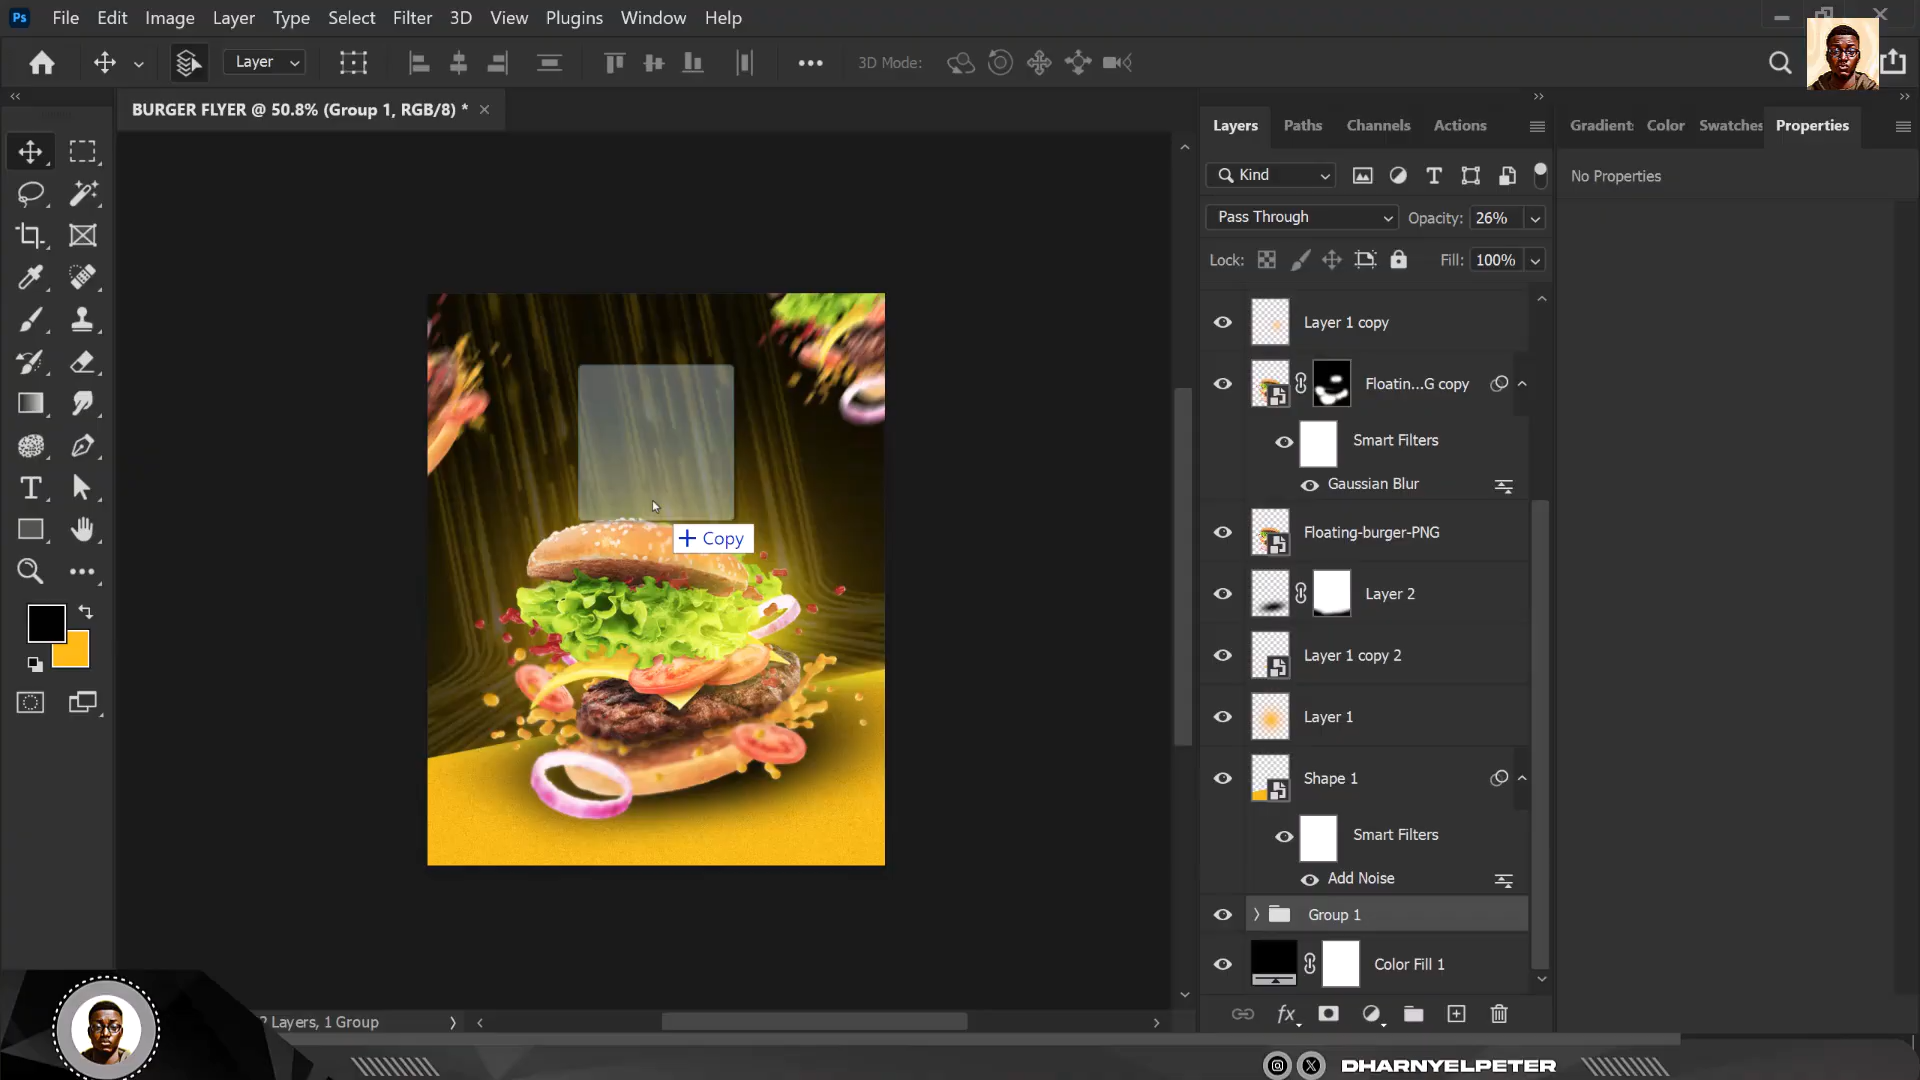 Ps File Edit Image Layer Type Select Filter 3D View Plugins Window Help
Layer 3D Mode:
BURGER FLYER @ 50.8% (Group 1, RGB/8) *
Layers Paths Channels Actions
Gradient Color Swatches Properties
Kind
No Properties
Pass Through Opacity: 26%
Lock: Fill: 100%
Layer 1 copy
Floatin...G copy
Smart Filters
Gaussian Blur
Copy
Floating-burger-PNG
Layer 2
Layer 1 copy 2
Layer 1
Shape 1
Smart Filters
Add Noise
Group 1
Color Fill 1
Layers, 1 Group
fx
DHARNYELPETER